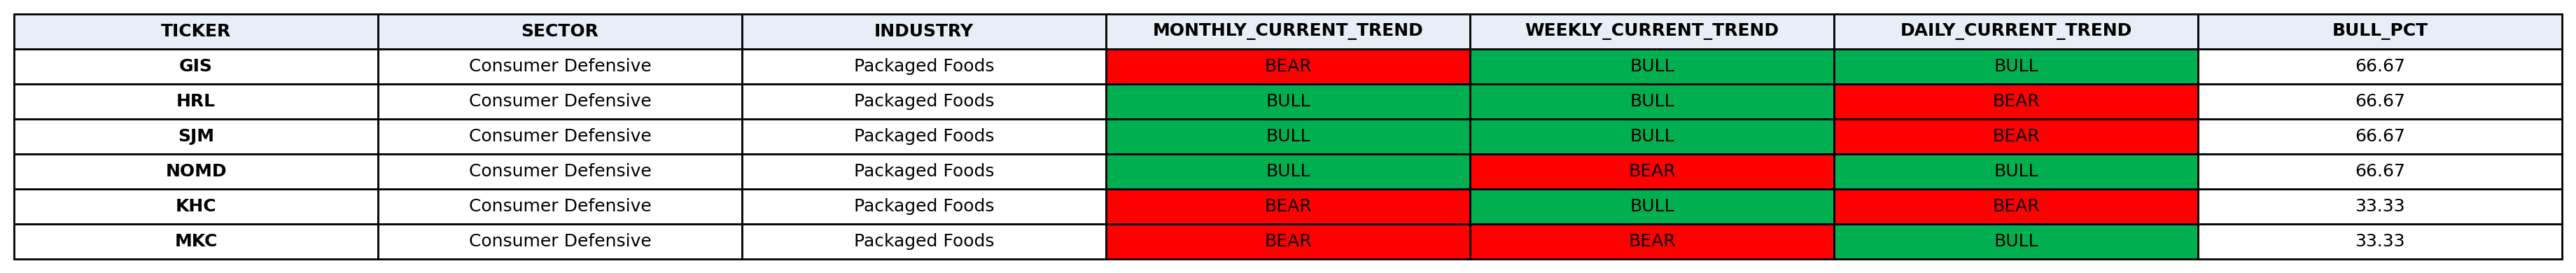 TICKER SECTOR INDUSTRY MONTHLY_CURRENT_TREND WEEKLY_CURRENT_TREND DAILY_CURRENT_TREND BULL_PCT
GIS Consumer Defensive Packaged Foods BEAR BULL BULL 66.67
HRL Consumer Defensive Packaged Foods BULL BULL BEAR 66.67
SJM Consumer Defensive Packaged Foods BULL BULL BEAR 66.67
NOMD Consumer Defensive Packaged Foods BULL BEAR BULL 66.67
KHC Consumer Defensive Packaged Foods BEAR BULL BEAR 33.33
MKC Consumer Defensive Packaged Foods BEAR BEAR BULL 33.33